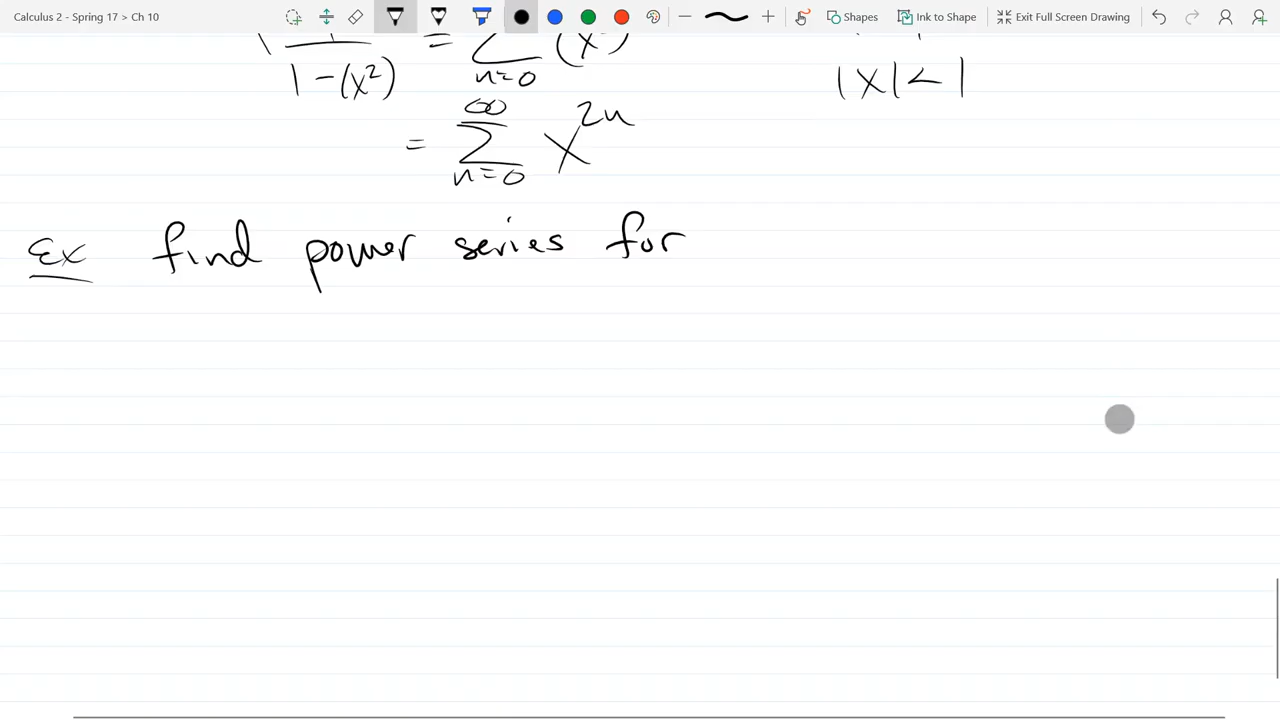 Calculus 2 - Spring 17 > Ch 10
Shapes
Ink to Shape
Exit Full Screen Drawing
1 - (x²) = ∑ n=0 (x
|x| < 1
= ∑ n=0 ∞ x^2n
Ex find power series for